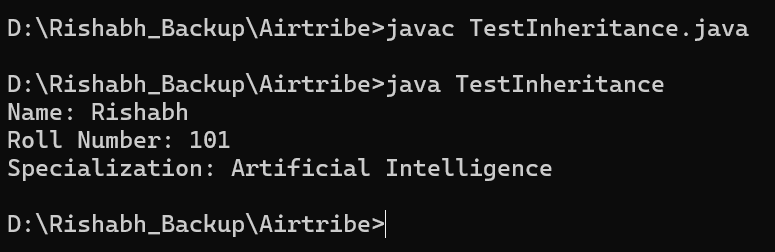 D:\Rishabh_Backup\Airtribe>javac TestInheritance.java
D:\Rishabh_Backup\Airtribe>java TestInheritance
Name: Rishabh
Roll Number: 101
Specialization: Artificial Intelligence
D:\Rishabh_Backup\Airtribe>